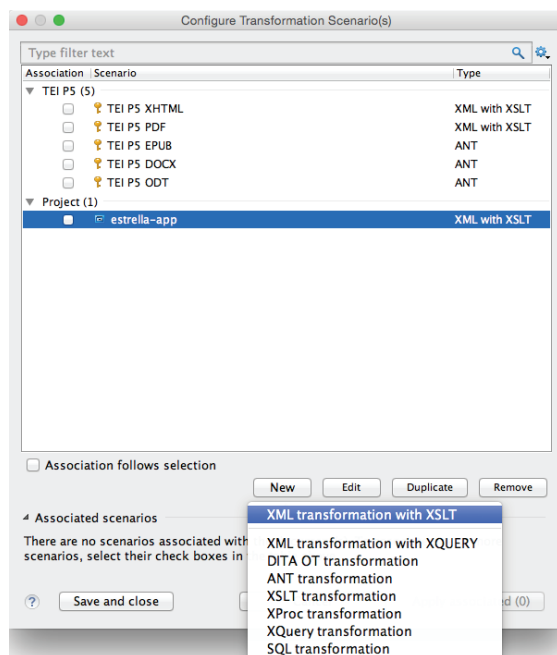 Configure Transformation Scenario(s)
Type filter text
Association Scenario Type
TEI P5 (5)
TEI P5 XHTML XML with XSLT
TEI P5 PDF XML with XSLT
TEI P5 EPUB ANT
TEI P5 DOCX ANT
TEI P5 ODT ANT
Project (1)
estrella-app XML with XSLT
Association follows selection
New Edit Duplicate Remove
XML transformation with XSLT
Associated scenarios
There are no scenarios associated with
XML transformation with XQUERY
scenarios, select their check boxes in
DITA OT transformation
ANT transformation
? Save and close
XSLT transformation
d (0)
XProc transformation
XQuery transformation
SQL transformation